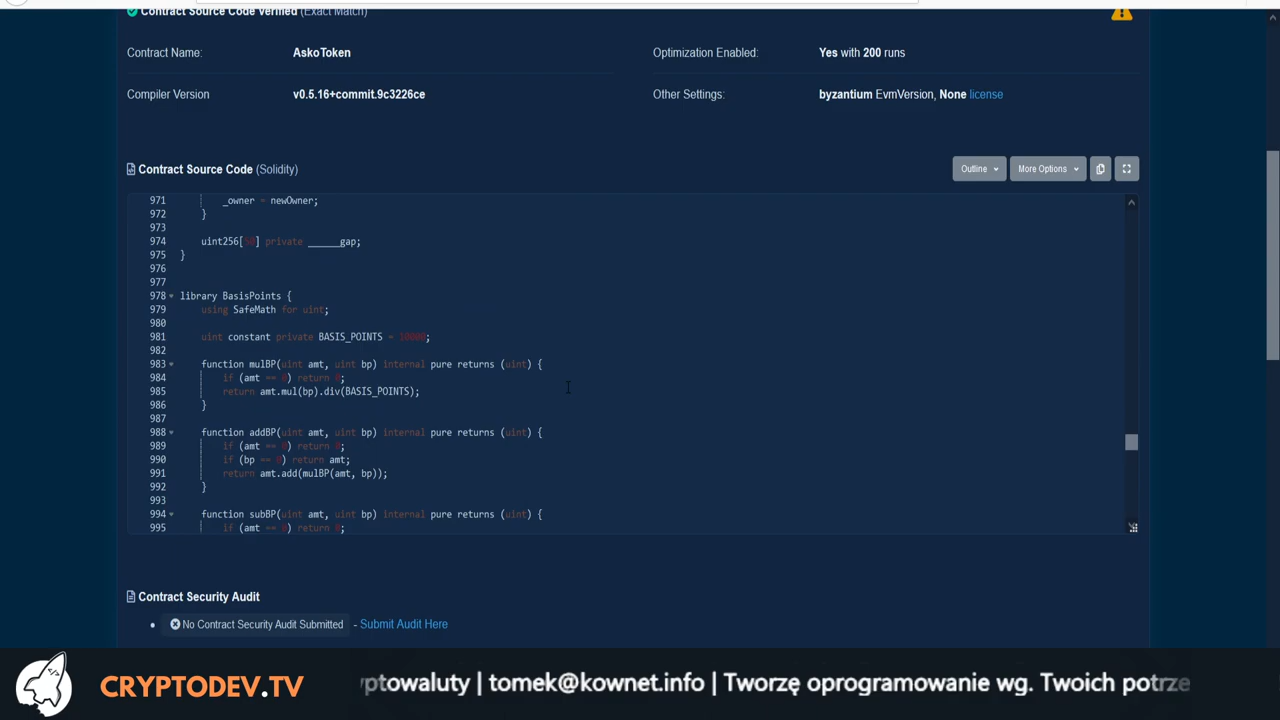 Contract Source Code Verified (Exact Match)
Contract Name: AskoToken Optimization Enabled: Yes with 200 runs
Compiler Version v0.5.16+commit.9c3226ce Other Settings: byzantium EvmVersion, None license
Contract Source Code (Solidity) Outline More Options
971 _owner = newOwner;
972 }
973
974 uint256[50] private ______gap;
975 }
976
977
978 library BasisPoints {
979 using SafeMath for uint;
980
981 uint constant private BASIS_POINTS = 10000;
982
983 function mulBP(uint amt, uint bp) internal pure returns (uint) {
984 if (amt == 0) return 0;
985 return amt.mul(bp).div(BASIS_POINTS);
986 }
987
988 function addBP(uint amt, uint bp) internal pure returns (uint) {
989 if (amt == 0) return 0;
990 if (bp == 0) return amt;
991 return amt.add(mulBP(amt, bp));
992 }
993
994 function subBP(uint amt, uint bp) internal pure returns (uint) {
995 if (amt == 0) return 0;
Contract Security Audit
No Contract Security Audit Submitted - Submit Audit Here
CRYPTODEV.TV ptowaluty | tomek@kownet.info | Tworzę oprogramowanie wg. Twoich potrze